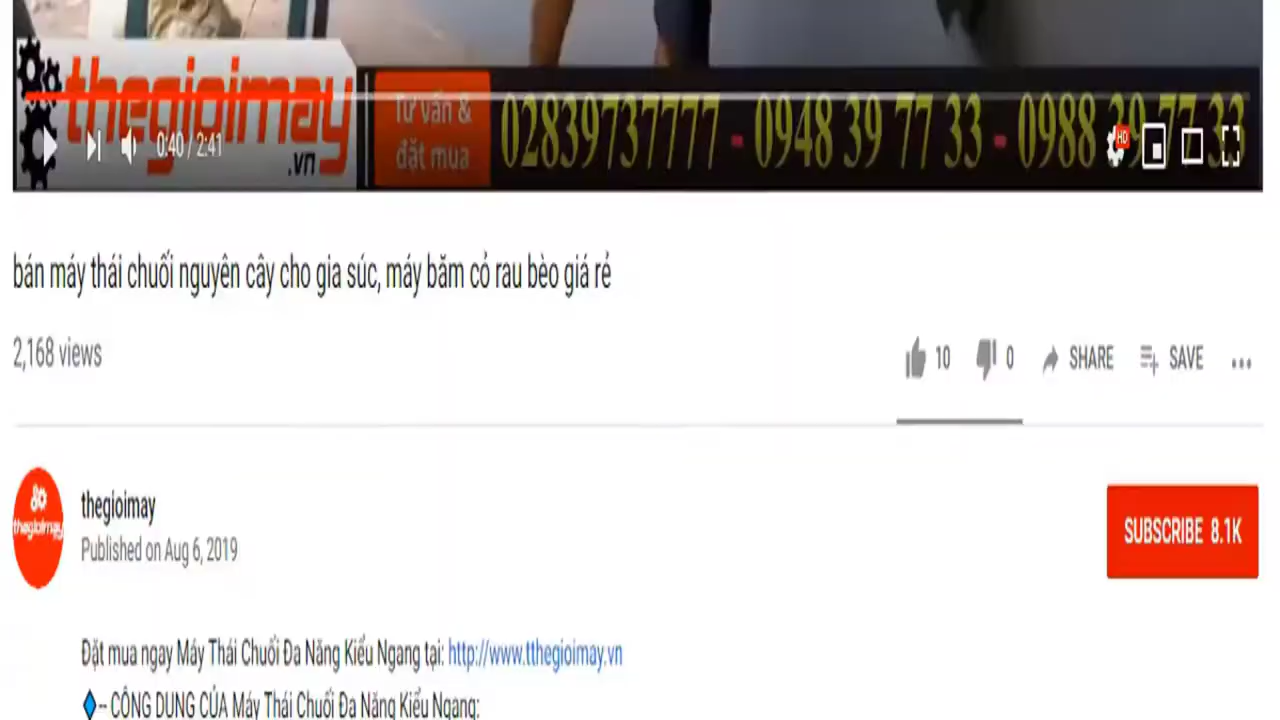 thegioimay
.vn
Tư vấn &
đặt mua
02839737777 - 0948 39 77 33 - 0988 39 77 33
0:40 / 2:41
HD
bán máy thái chuối nguyên cây cho gia súc, máy băm cỏ rau bèo giá rẻ
2,168 views
10
0
SHARE
SAVE
thegioimay
thegioimay
Published on Aug 6, 2019
SUBSCRIBE 8.1K
Đặt mua ngay Máy Thái Chuối Đa Năng Kiểu Ngang tại: http://www.tthegioimay.vn
-- CÔNG DỤNG CỦA Máy Thái Chuối Đa Năng Kiểu Ngang: